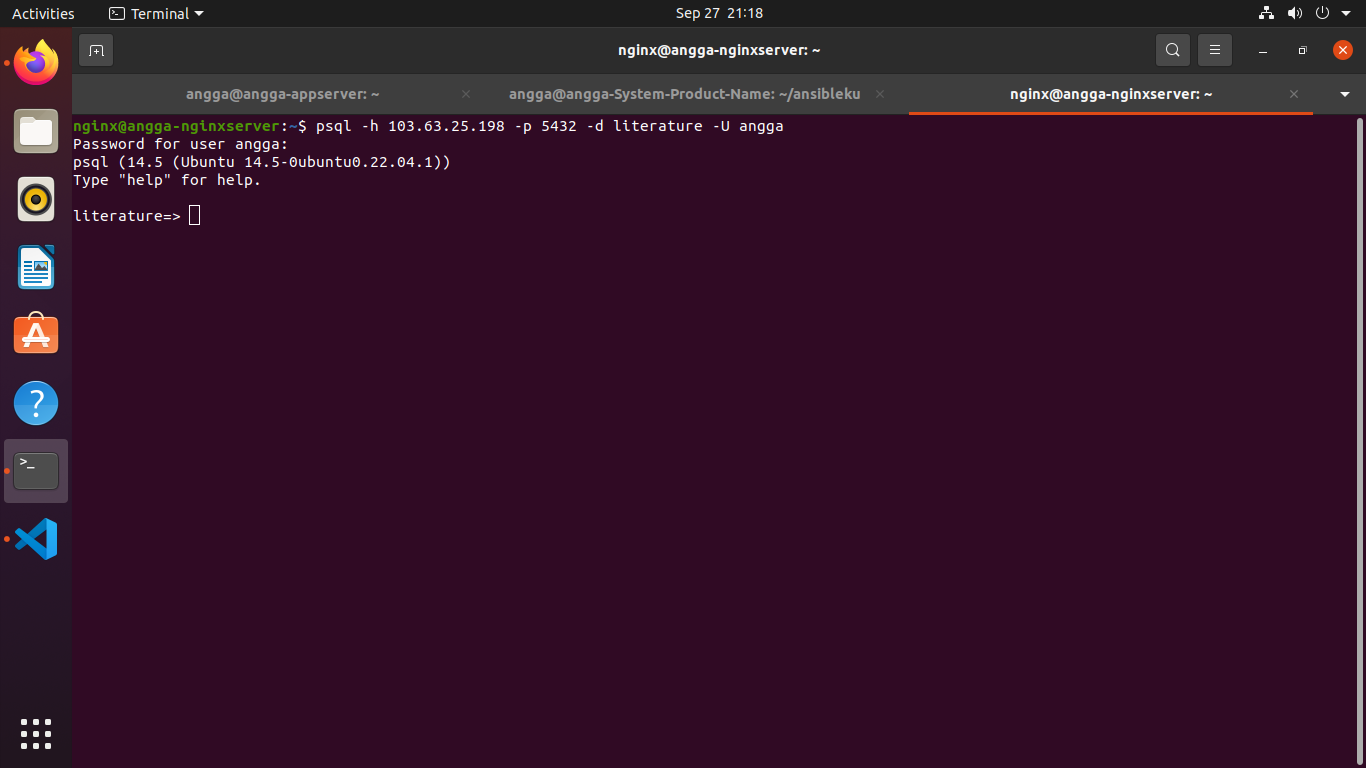 Activities Terminal Sep 27 21:18
nginx@angga-nginxserver: ~
angga@angga-appserver: ~ angga@angga-System-Product-Name: ~/ansibleku nginx@angga-nginxserver: ~
nginx@angga-nginxserver:~$ psql -h 103.63.25.198 -p 5432 -d literature -U angga
Password for user angga:
psql (14.5 (Ubuntu 14.5-0ubuntu0.22.04.1))
Type "help" for help.
literature=>